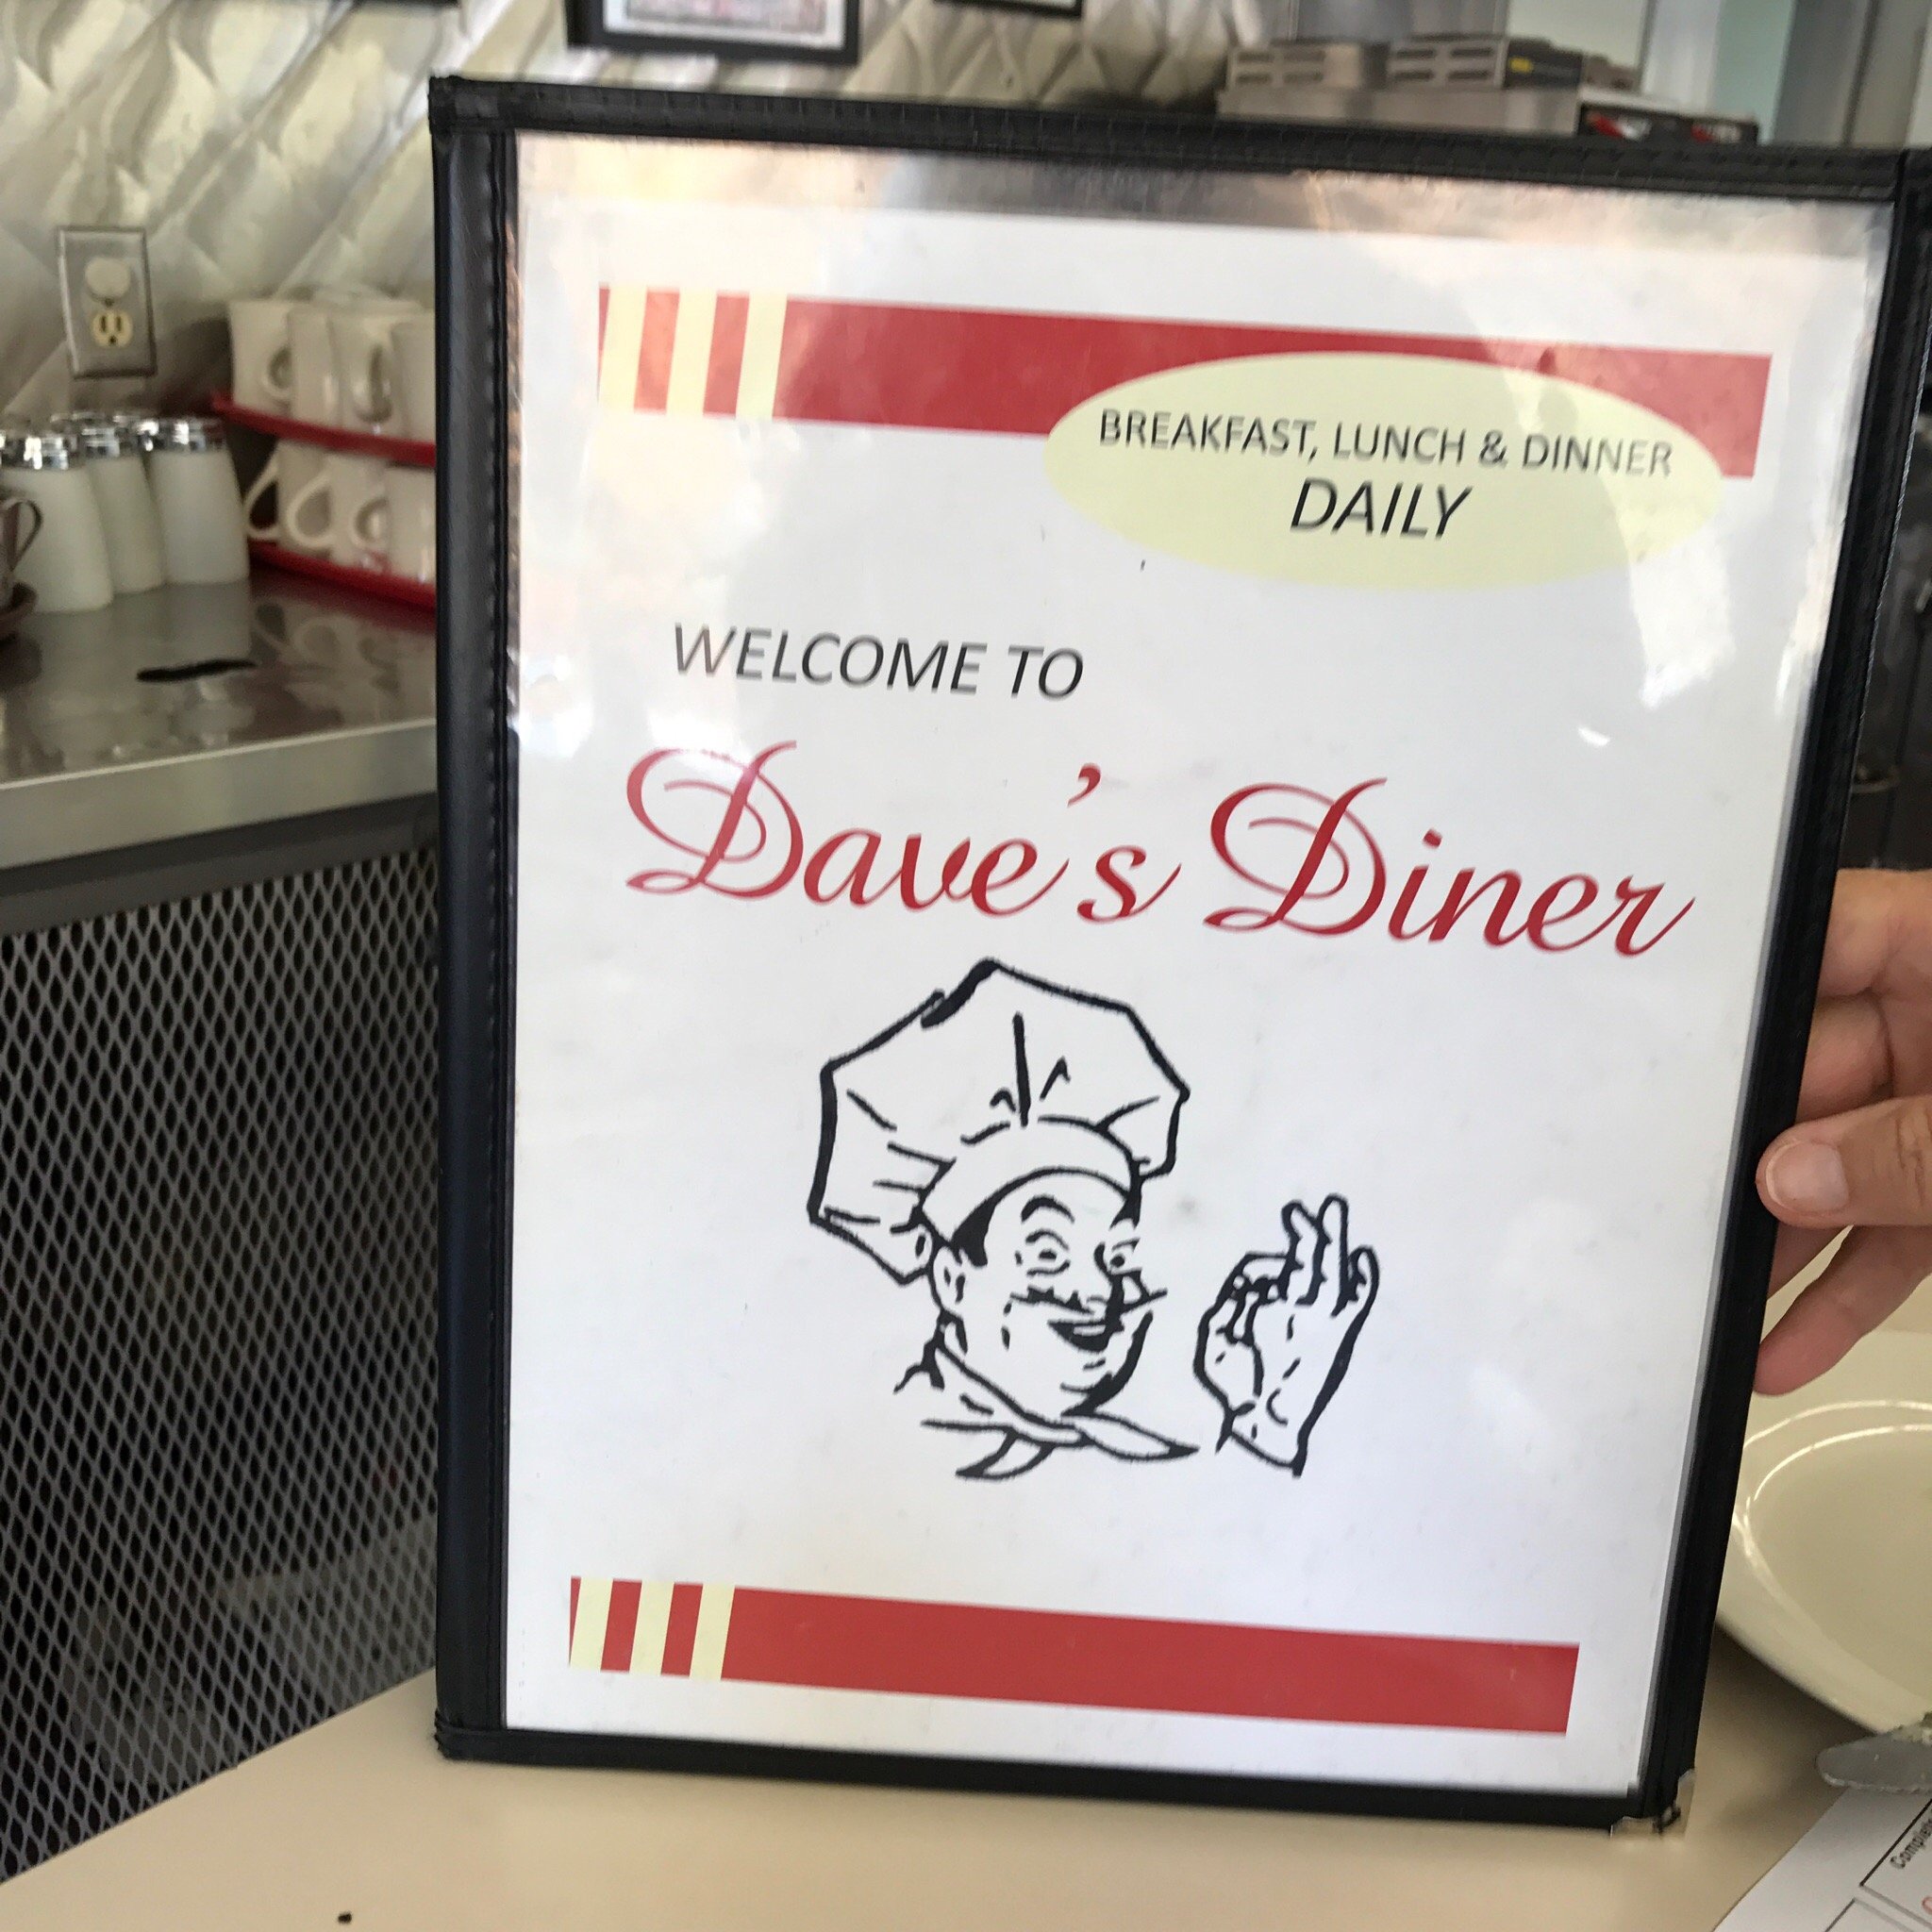 BREAKFAST, LUNCH & DINNER
DAILY
WELCOME TO
Dave's Diner